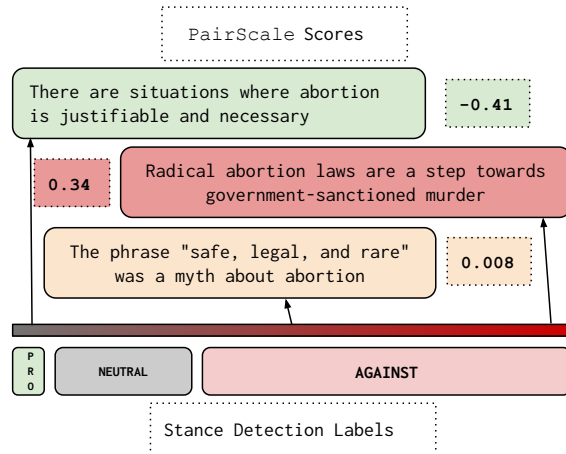 PairScale Scores
There are situations where abortion
is justifiable and necessary
-0.41
0.34
Radical abortion laws are a step towards
government-sanctioned murder
The phrase "safe, legal, and rare"
was a myth about abortion
0.008
PRO
NEUTRAL
AGAINST
Stance Detection Labels